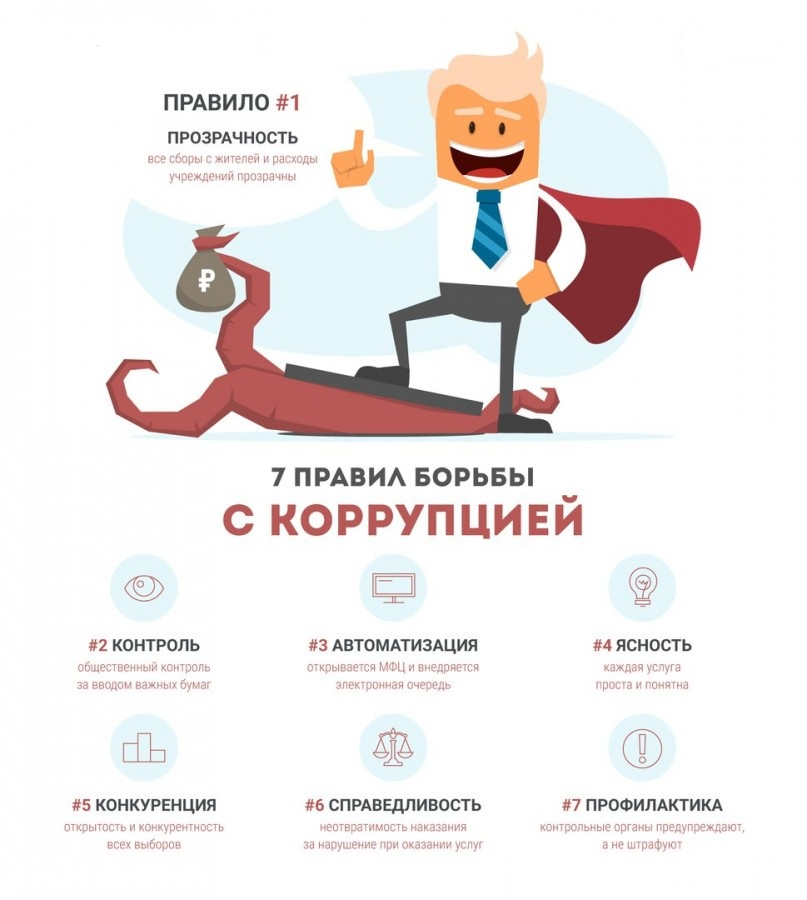 ПРАВИЛО #1
ПРОЗРАЧНОСТЬ
все сборы с жителей и расходы
учреждений прозрачны
₽
7 ПРАВИЛ БОРЬБЫ
С КОРРУПЦИЕЙ
#2 КОНТРОЛЬ
общественный контроль
за вводом важных бумаг
#3 АВТОМАТИЗАЦИЯ
открывается МФЦ и внедряется
электронная очередь
#4 ЯСНОСТЬ
каждая услуга
проста и понятна
#5 КОНКУРЕНЦИЯ
открытость и конкурентность
всех выборов
#6 СПРАВЕДЛИВОСТЬ
неотвратимость наказания
за нарушение при оказании услуг
#7 ПРОФИЛАКТИКА
контрольные органы предупреждают,
а не штрафуют